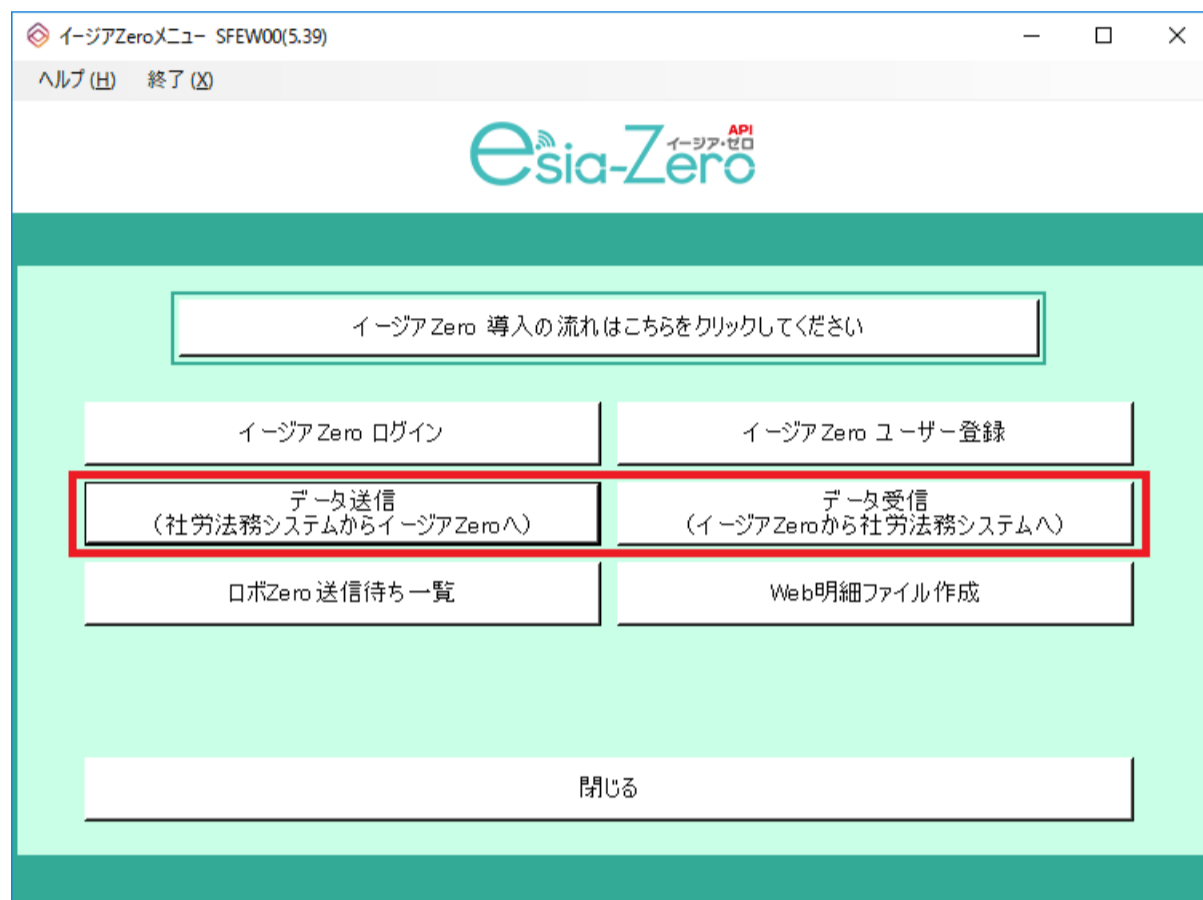 イージアZeroメニュー SFEW00(5.39)
ヘルプ(H) 終了(X)
esia-Zero
API
イージア・ゼロ
イージアZero 導入の流れはこちらをクリックしてください
イージアZero ログイン
イージアZero ユーザー登録
データ送信
(社労法務システムからイージアZeroへ)
データ受信
(イージアZeroから社労法務システムへ)
ロボZero送信待ち一覧
Web明細ファイル作成
閉じる